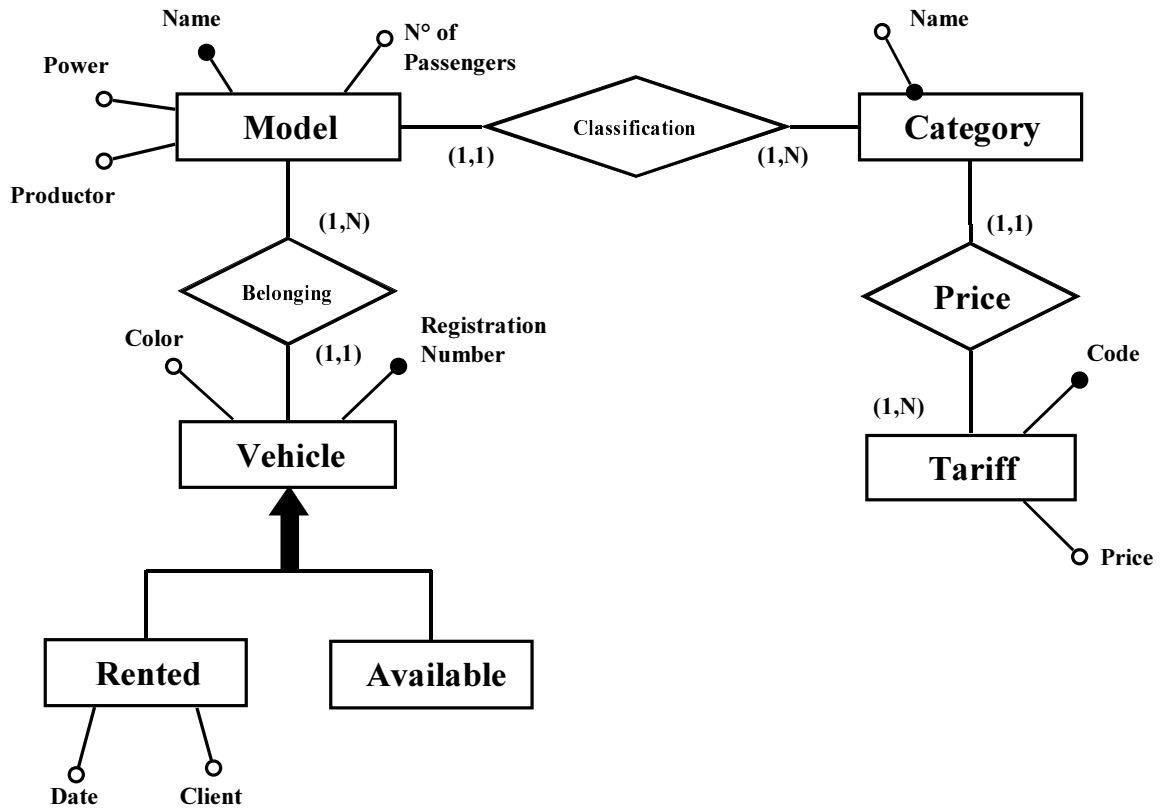 Name
N° of
Passengers
Name
Power
Model
Classification
Category
(1,1)
(1,N)
Productor
(1,N)
(1,1)
Belonging
Price
Color
(1,1)
Registration
Number
Code
(1,N)
Vehicle
Tariff
Price
Rented
Available
Date
Client